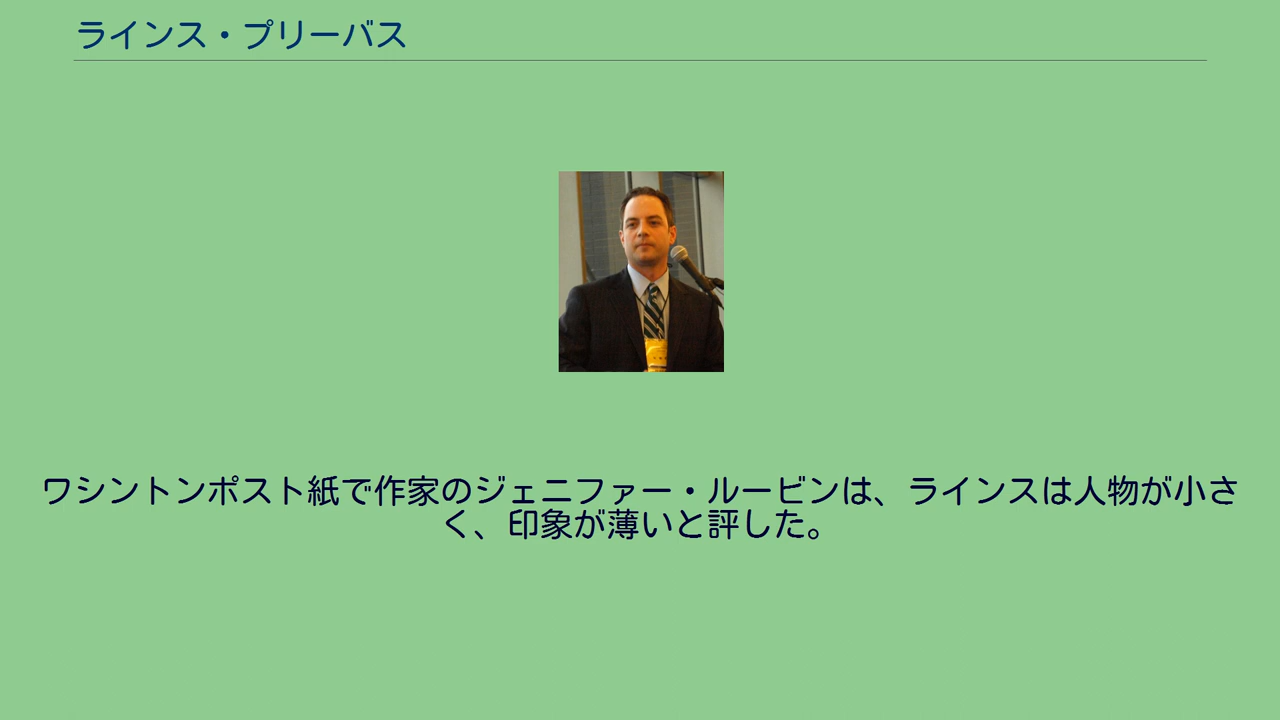 ラインス・プリーバス
ワシントンポスト紙で作家のジェニファー・ルービンは、ラインスは人物が小さ
く、印象が薄いと評した。